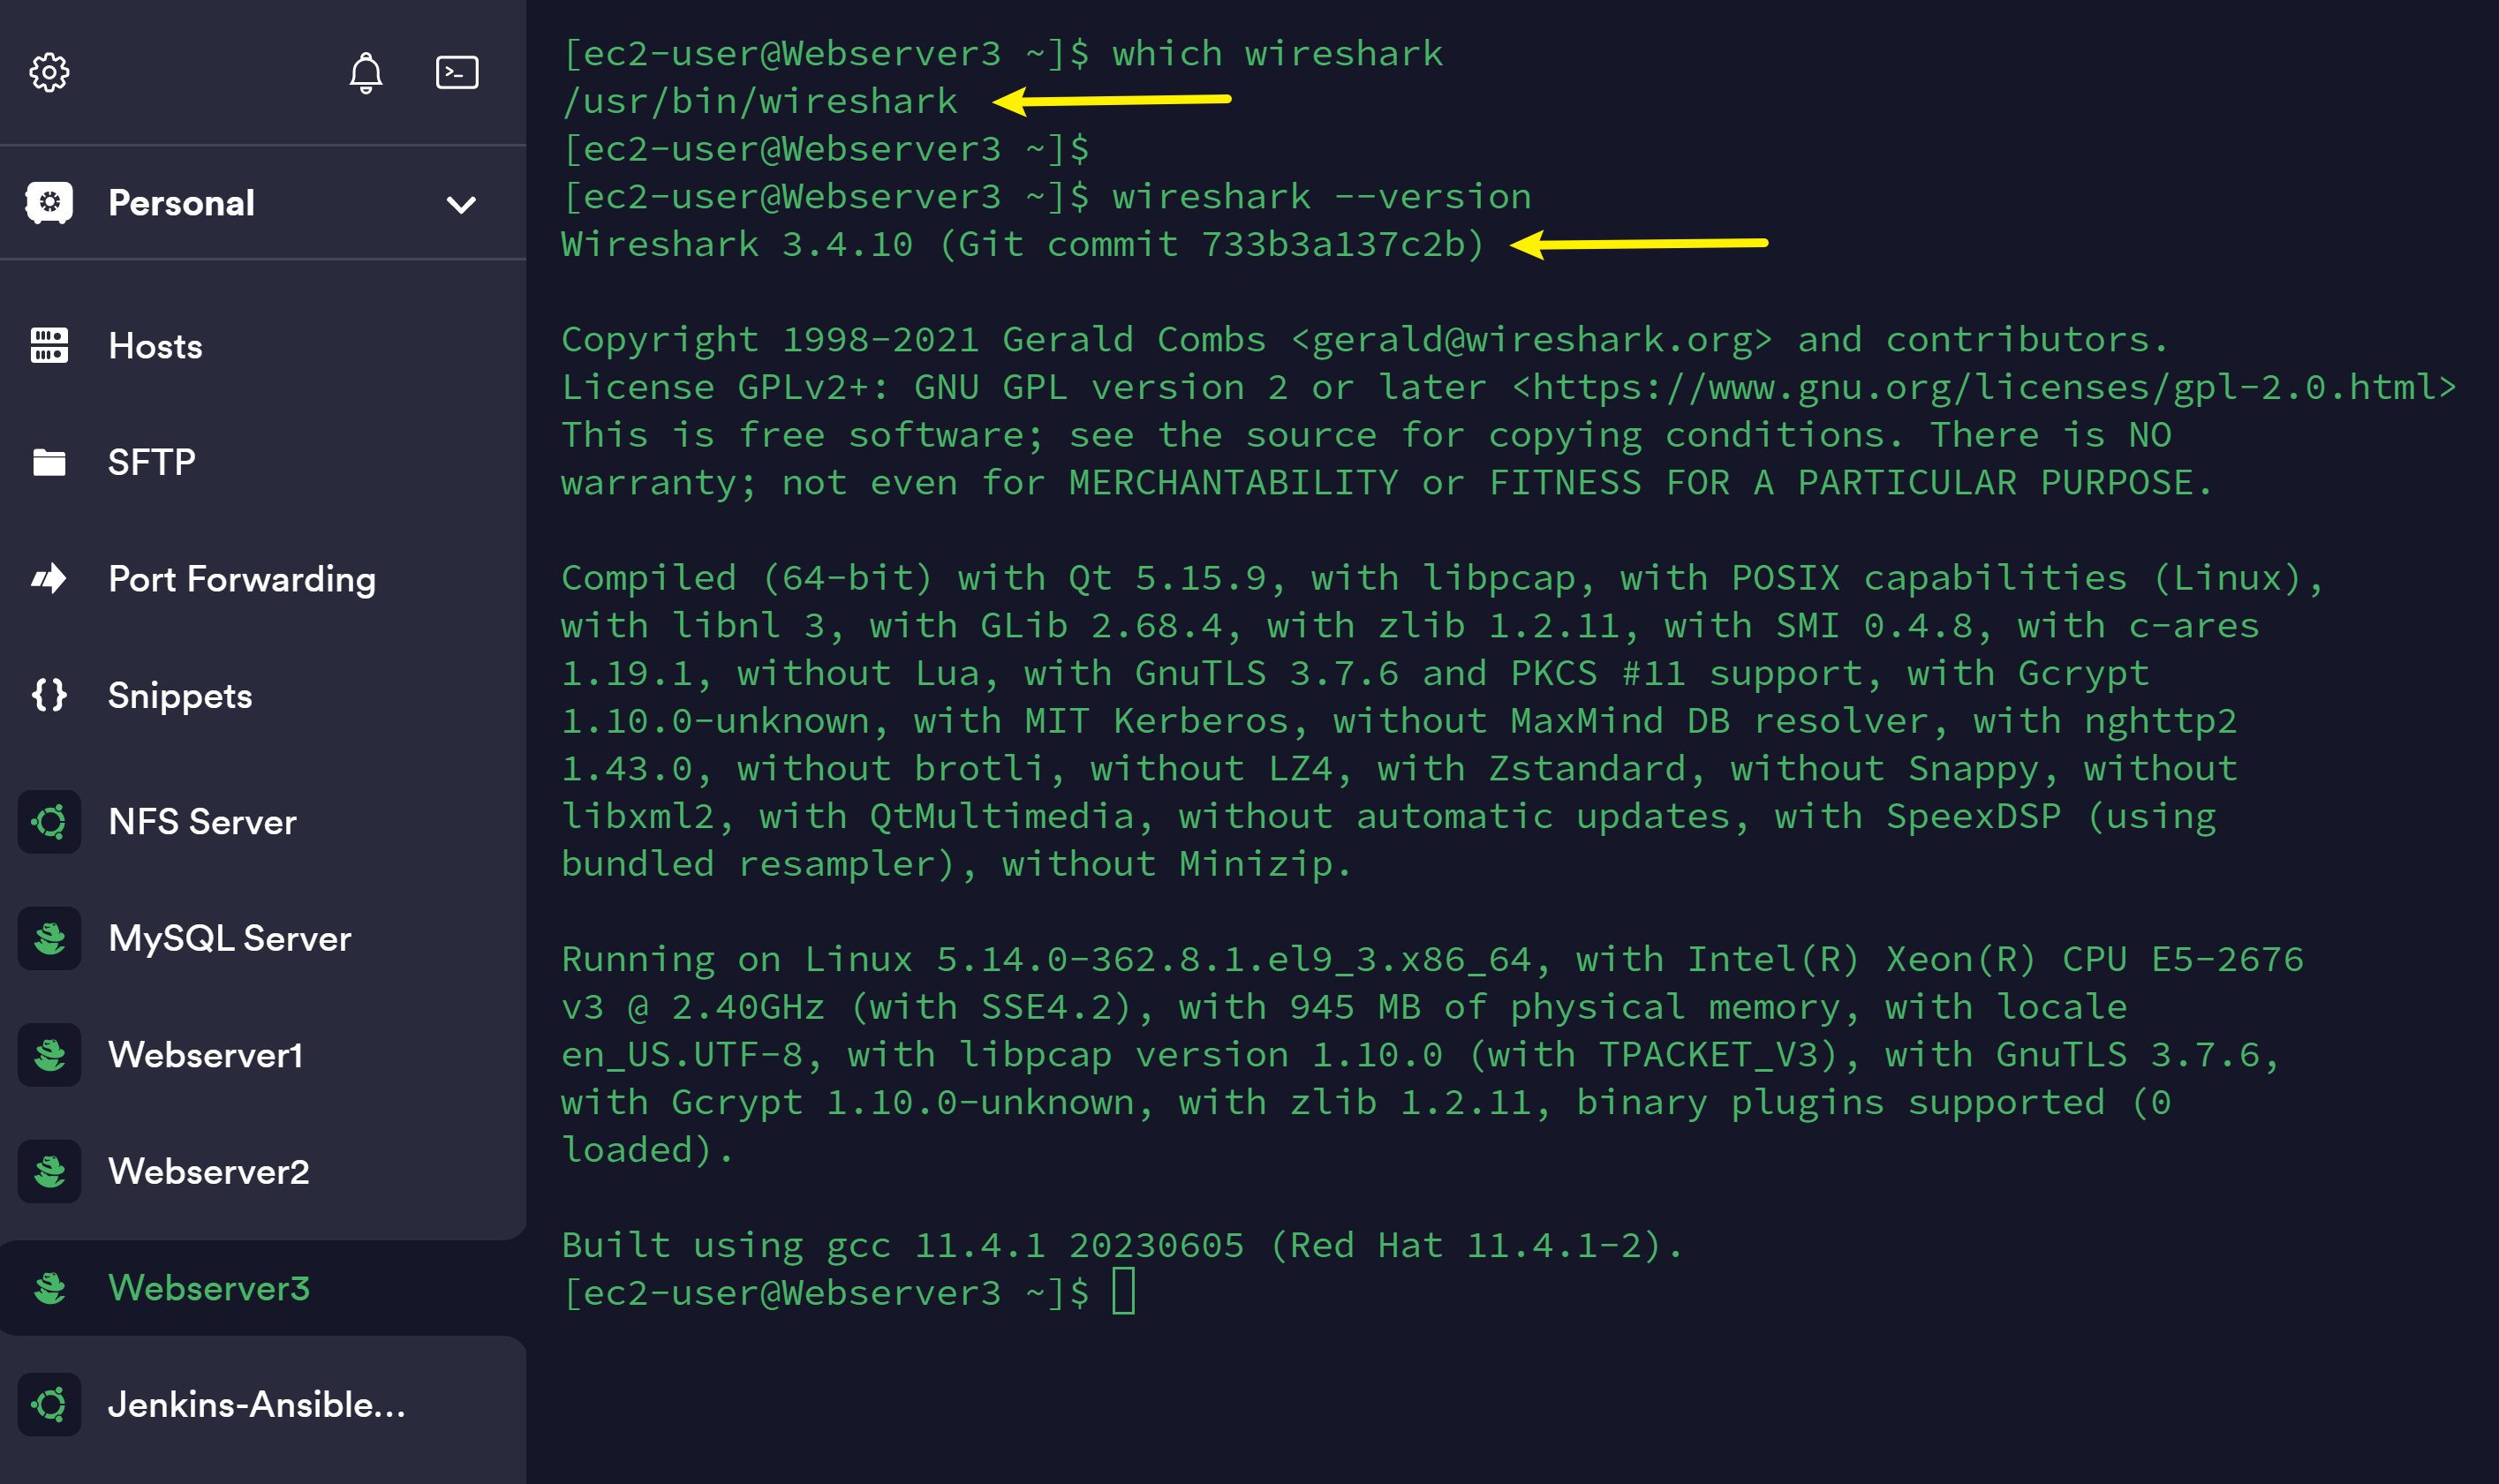 Personal
Hosts
SFTP
Port Forwarding
Snippets
NFS Server
MySQL Server
Webserver1
Webserver2
Webserver3
Jenkins-Ansible...
[ec2-user@Webserver3 ~]$ which wireshark
/usr/bin/wireshark
[ec2-user@Webserver3 ~]$
[ec2-user@Webserver3 ~]$ wireshark --version
Wireshark 3.4.10 (Git commit 733b3a137c2b)
Copyright 1998-2021 Gerald Combs <gerald@wireshark.org> and contributors.
License GPLv2+: GNU GPL version 2 or later <https://www.gnu.org/licenses/gpl-2.0.html>
This is free software; see the source for copying conditions. There is NO
warranty; not even for MERCHANTABILITY or FITNESS FOR A PARTICULAR PURPOSE.
Compiled (64-bit) with Qt 5.15.9, with libpcap, with POSIX capabilities (Linux),
with libnl 3, with GLib 2.68.4, with zlib 1.2.11, with SMI 0.4.8, with c-ares
1.19.1, without Lua, with GnuTLS 3.7.6 and PKCS #11 support, with Gcrypt
1.10.0-unknown, with MIT Kerberos, without MaxMind DB resolver, with nghttp2
1.43.0, without brotli, without LZ4, with Zstandard, without Snappy, without
libxml2, with QtMultimedia, without automatic updates, with SpeexDSP (using
bundled resampler), without Minizip.
Running on Linux 5.14.0-362.8.1.el9_3.x86_64, with Intel(R) Xeon(R) CPU E5-2676
v3 @ 2.40GHz (with SSE4.2), with 945 MB of physical memory, with locale
en_US.UTF-8, with libpcap version 1.10.0 (with TPACKET_V3), with GnuTLS 3.7.6,
with Gcrypt 1.10.0-unknown, with zlib 1.2.11, binary plugins supported (0
loaded).
Built using gcc 11.4.1 20230605 (Red Hat 11.4.1-2).
[ec2-user@Webserver3 ~]$